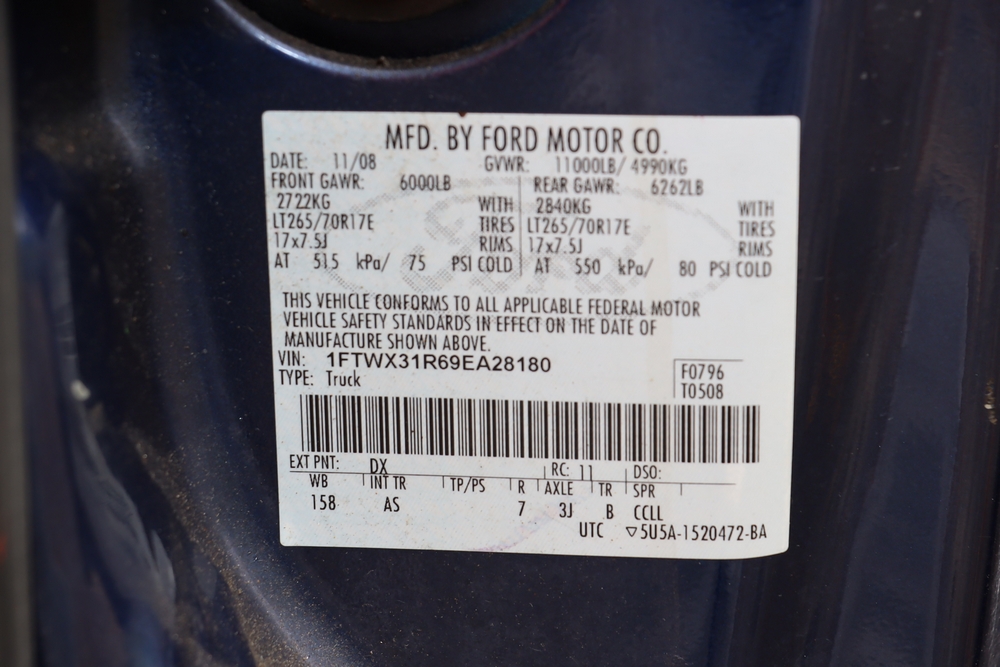 MFD. BY FORD MOTOR CO.
DATE: 11/08 GVWR: 11000LB/ 4990KG
FRONT GAWR: 6000LB REAR GAWR: 6262LB
2722KG WITH 2840KG WITH
LT265/70R17E TIRES LT265/70R17E TIRES
17x7.5J RIMS 17x7.5J RIMS
AT 515 kPa/ 75 PSI COLD AT 550 kPa/ 80 PSI COLD
THIS VEHICLE CONFORMS TO ALL APPLICABLE FEDERAL MOTOR
VEHICLE SAFETY STANDARDS IN EFFECT ON THE DATE OF
MANUFACTURE SHOWN ABOVE.
VIN: 1FTWX31R69EA28180
F0796
TYPE: Truck
T0508
EXT PNT: DX RC: 11 DSO:
WB INT TR TP/PS R AXLE TR SPR
158 AS 7 3J B CCLL
UTC ▽5U5A-1520472-BA